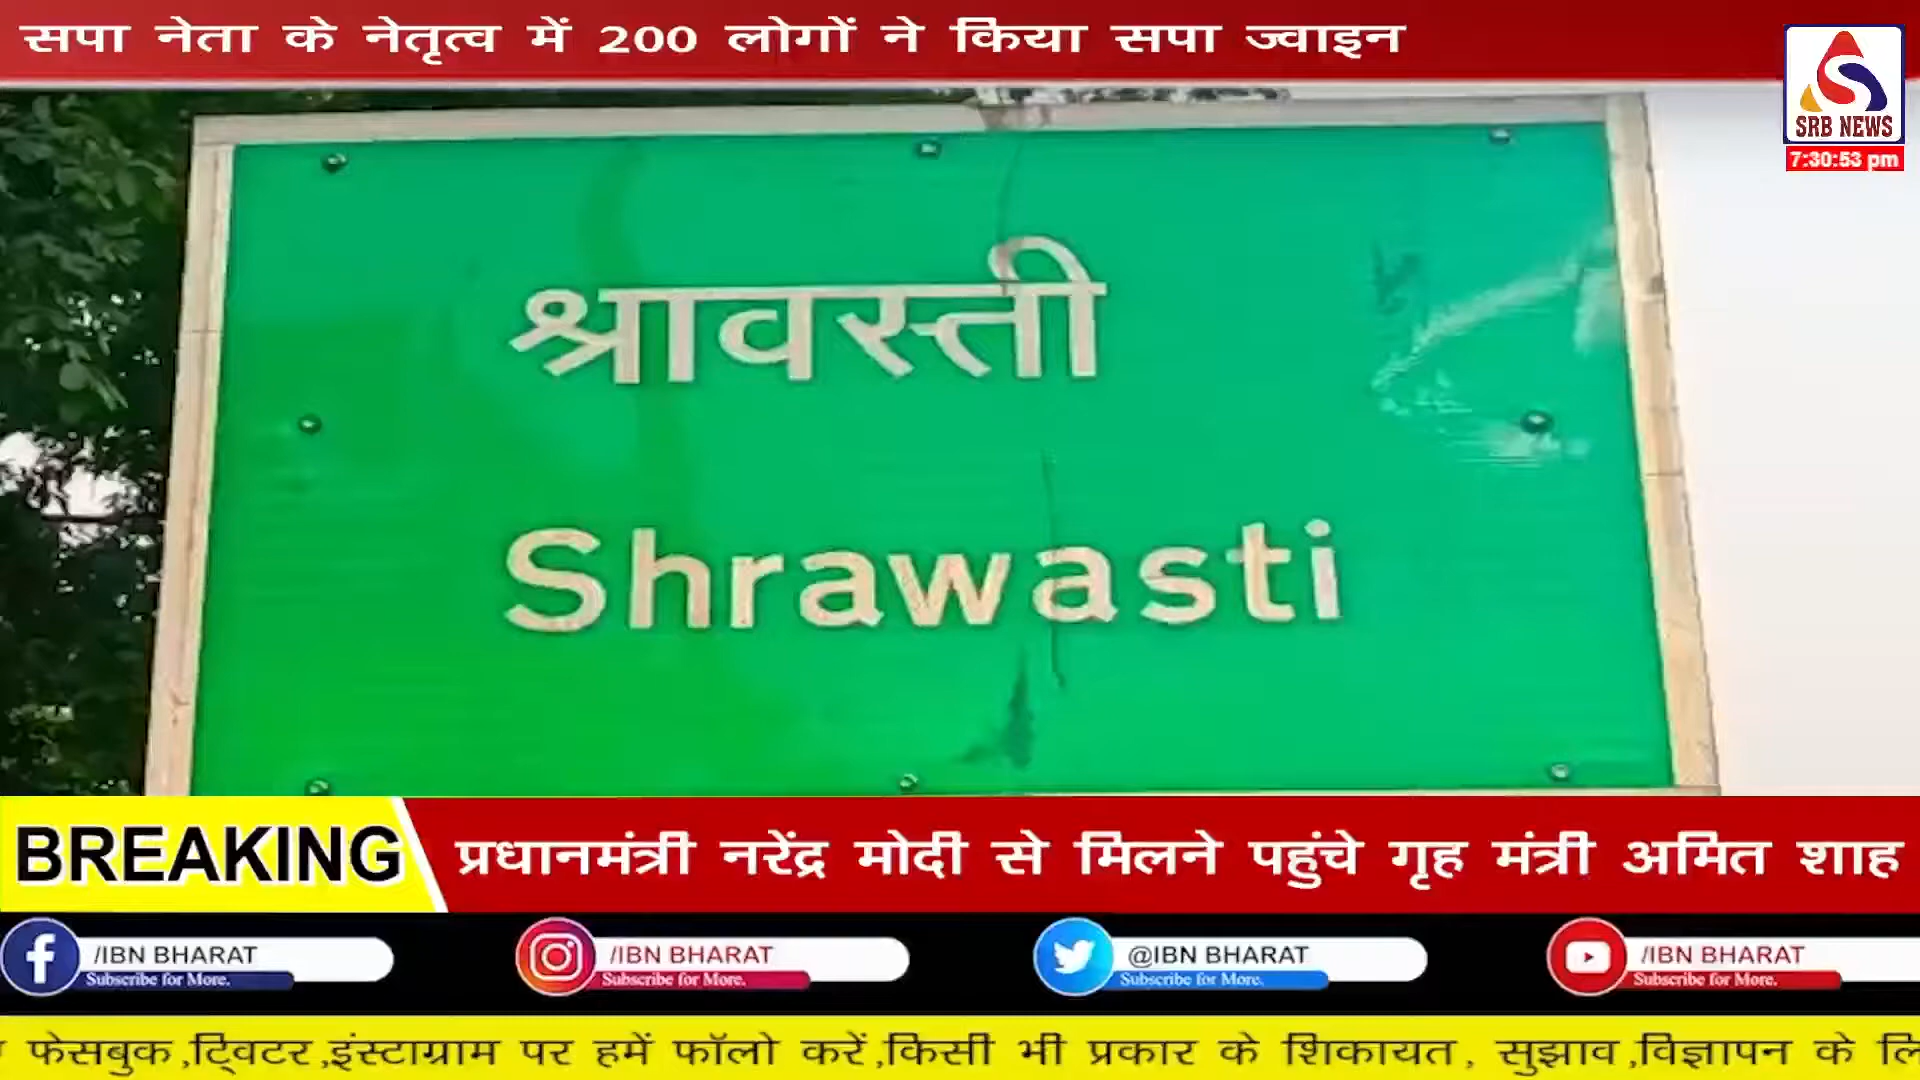 सपा नेता के नेतृत्व में 200 लोगों ने किया सपा ज्वाइन
SRB NEWS
7:30:53 pm
श्रावस्ती
Shrawasti
BREAKING
प्रधानमंत्री नरेंद्र मोदी से मिलने पहुंचे गृह मंत्री अमित शाह
/IBN BHARAT
Subscribe for More.
/IBN BHARAT
Subscribe for More.
@IBN BHARAT
Subscribe for More.
/IBN BHARAT
Subscribe for More.
फेसबुक ,ट्विटर ,इंस्टाग्राम पर हमें फॉलो करें ,किसी भी प्रकार के शिकायत , सुझाव ,विज्ञापन के